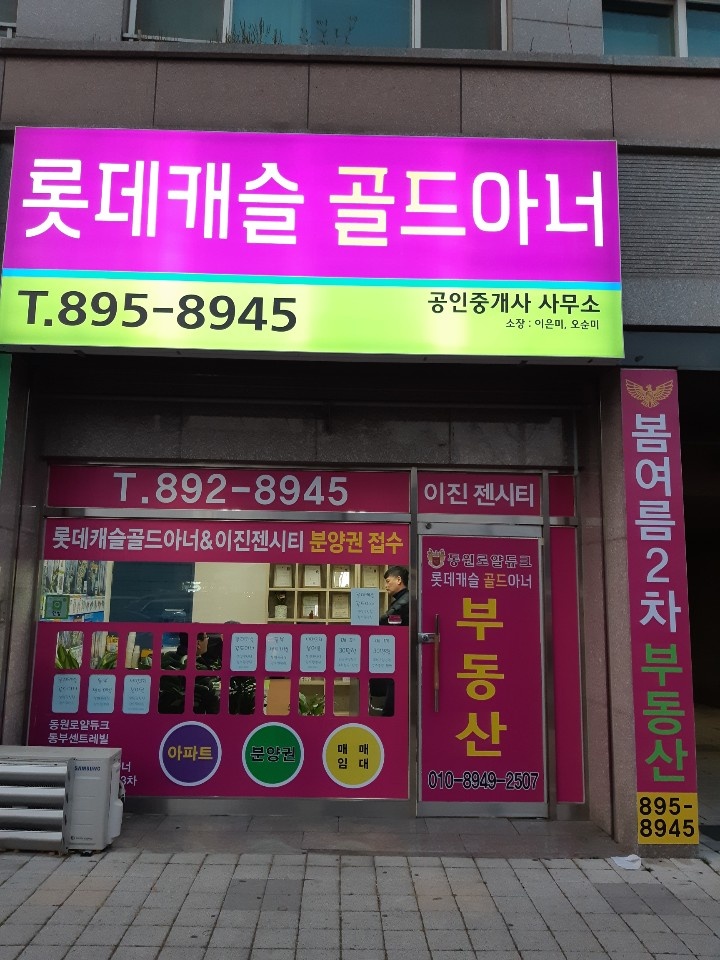 롯데캐슬 골드아너
T.895-8945
공인중개사 사무소
소장 : 이은미, 오순미
T.892-8945
이진 젠시티
롯데캐슬골드아너&이진젠시티 분양권 접수
동원로얄듀크
롯데캐슬 골드아너
부동산
010-8949-2507
동원로얄듀크
동부센트레빌
너
3차
아파트
분양권
매 매
임 대
봄여름2차 부동산
895-
8945
SAMSUNG